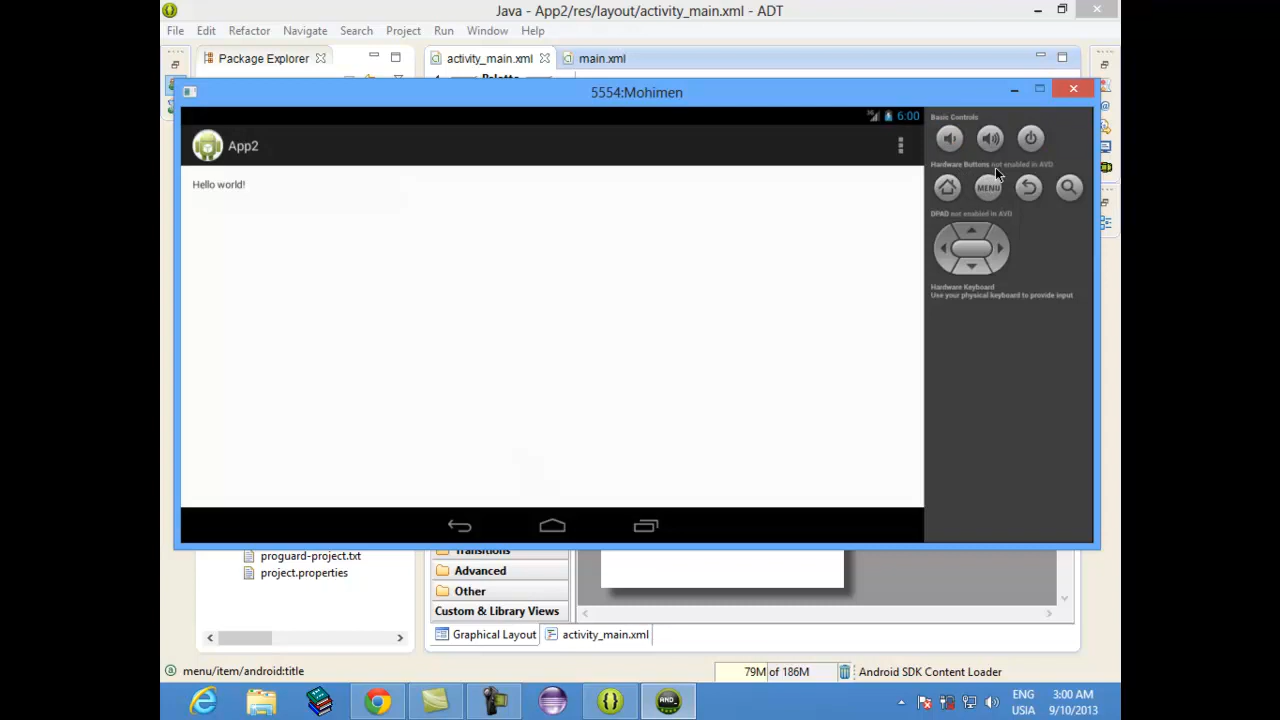 Java - App2/res/layout/activity_main.xml - ADT
File Edit Refactor Navigate Search Project Run Window Help
Package Explorer
activity_main.xml
main.xml
Palette
5554:Mohimen
6:00
App2
Hello world!
Basic Controls
Hardware Buttons not enabled in AVD
MENU
DPAD not enabled in AVD
Hardware Keyboard
Use your physical keyboard to provide input
proguard-project.txt
project.properties
Transitions
Advanced
Other
Custom & Library Views
Graphical Layout
activity_main.xml
menu/item/android:title
79M of 186M
Android SDK Content Loader
ENG
USIA
3:00 AM
9/10/2013